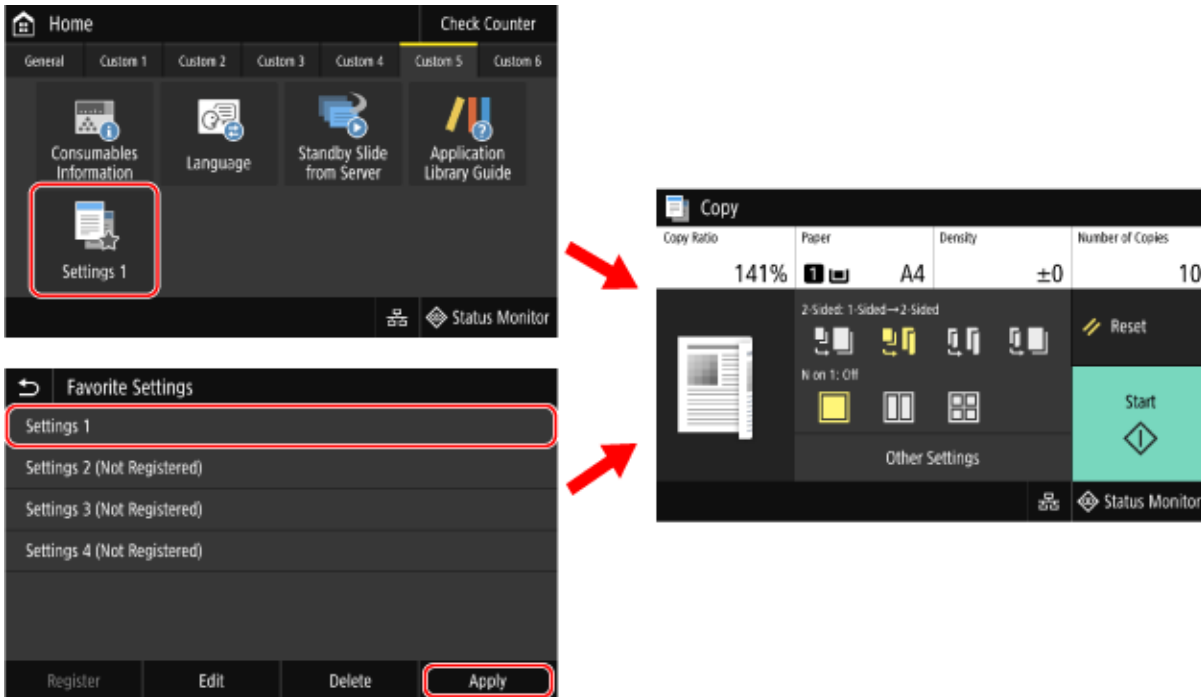 Home
Check Counter
General Custom 1 Custom 2 Custom 3 Custom 4 Custom 5 Custom 6
Consumables
Information
Language
Standby Slide
from Server
Application
Library Guide
Settings 1
Status Monitor
Favorite Settings
Settings 1
Settings 2 (Not Registered)
Settings 3 (Not Registered)
Settings 4 (Not Registered)
Register Edit Delete Apply
Copy
Copy Ratio Paper Density Number of Copies
141% 1 A4 ±0 10
2-Sided: 1-Sided→2-Sided
Reset
N on 1: Off
Start
Other Settings
Status Monitor